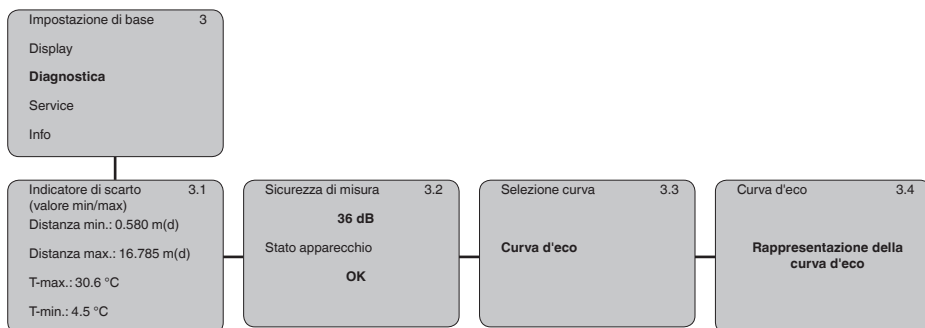 Impostazione di base 3
Display
Diagnostica
Service
Info
Indicatore di scarto 3.1
(valore min/max)
Distanza min.: 0.580 m(d)
Distanza max.: 16.785 m(d)
T-max.: 30.6 °C
T-min.: 4.5 °C
Sicurezza di misura 3.2
36 dB
Stato apparecchio
OK
Selezione curva 3.3
Curva d'eco
Curva d'eco 3.4
Rappresentazione della
curva d'eco